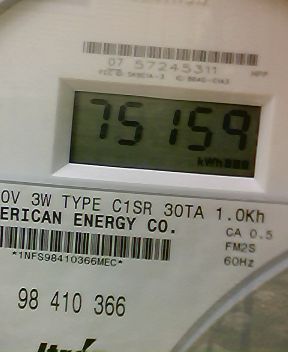 07 57245311
75159
kWh
0V 3W TYPE C1SR 30TA 1.0Kh
ERICAN ENERGY CO.
CA 0.5
FM2S
60Hz
*1NFS98410366MEC*
98 410 366